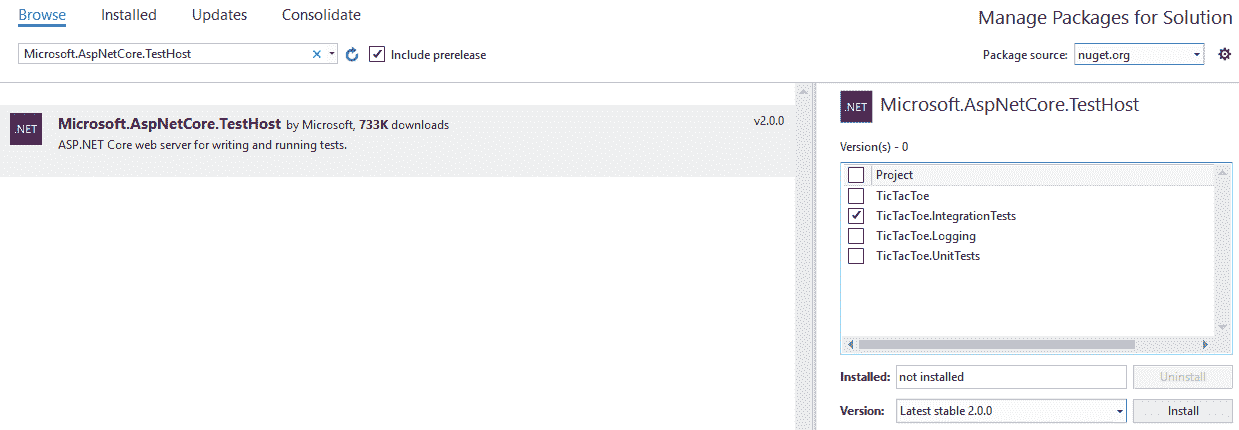 Browse Installed Updates Consolidate
Manage Packages for Solution
Microsoft.AspNetCore.TestHost
Include prerelease
Package source: nuget.org
.NET
Microsoft.AspNetCore.TestHost by Microsoft, 733K downloads
v2.0.0
ASP.NET Core web server for writing and running tests.
.NET
Microsoft.AspNetCore.TestHost
Version(s) - 0
Project
TicTacToe
TicTacToe.IntegrationTests
TicTacToe.Logging
TicTacToe.UnitTests
Installed: not installed Uninstall
Version: Latest stable 2.0.0 Install